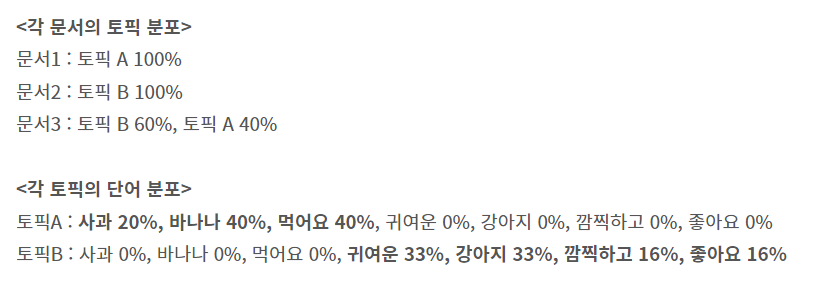 <각 문서의 토픽 분포>
문서1 : 토픽 A 100%
문서2 : 토픽 B 100%
문서3 : 토픽 B 60%, 토픽 A 40%
<각 토픽의 단어 분포>
토픽A : 사과 20%, 바나나 40%, 먹어요 40%, 귀여운 0%, 강아지 0%, 깜찍하고 0%, 좋아요 0%
토픽B : 사과 0%, 바나나 0%, 먹어요 0%, 귀여운 33%, 강아지 33%, 깜찍하고 16%, 좋아요 16%